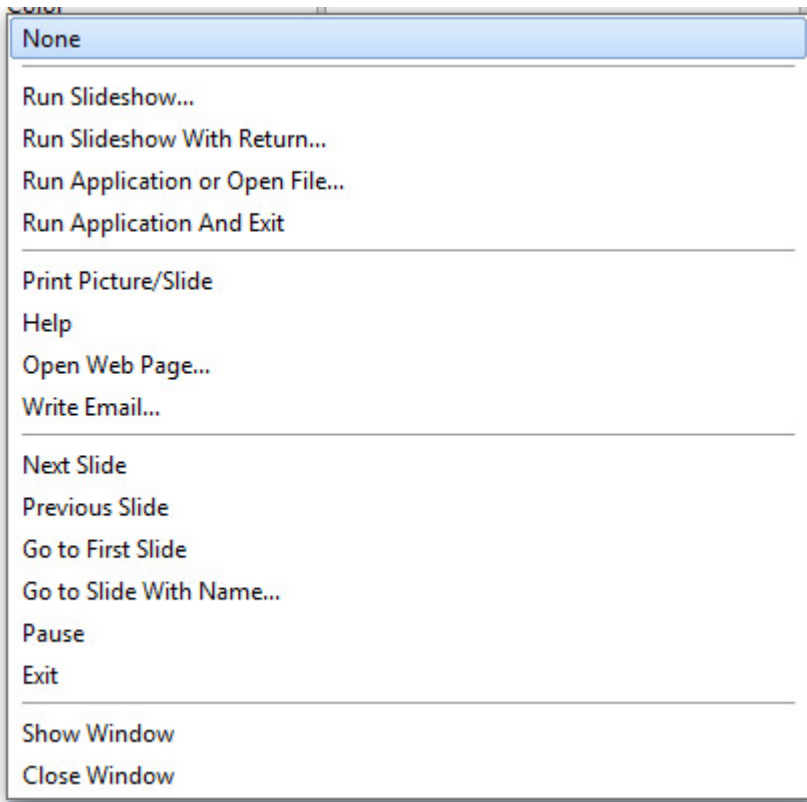 Color
None
Run Slideshow...
Run Slideshow With Return...
Run Application or Open File...
Run Application And Exit
Print Picture/Slide
Help
Open Web Page...
Write Email...
Next Slide
Previous Slide
Go to First Slide
Go to Slide With Name...
Pause
Exit
Show Window
Close Window